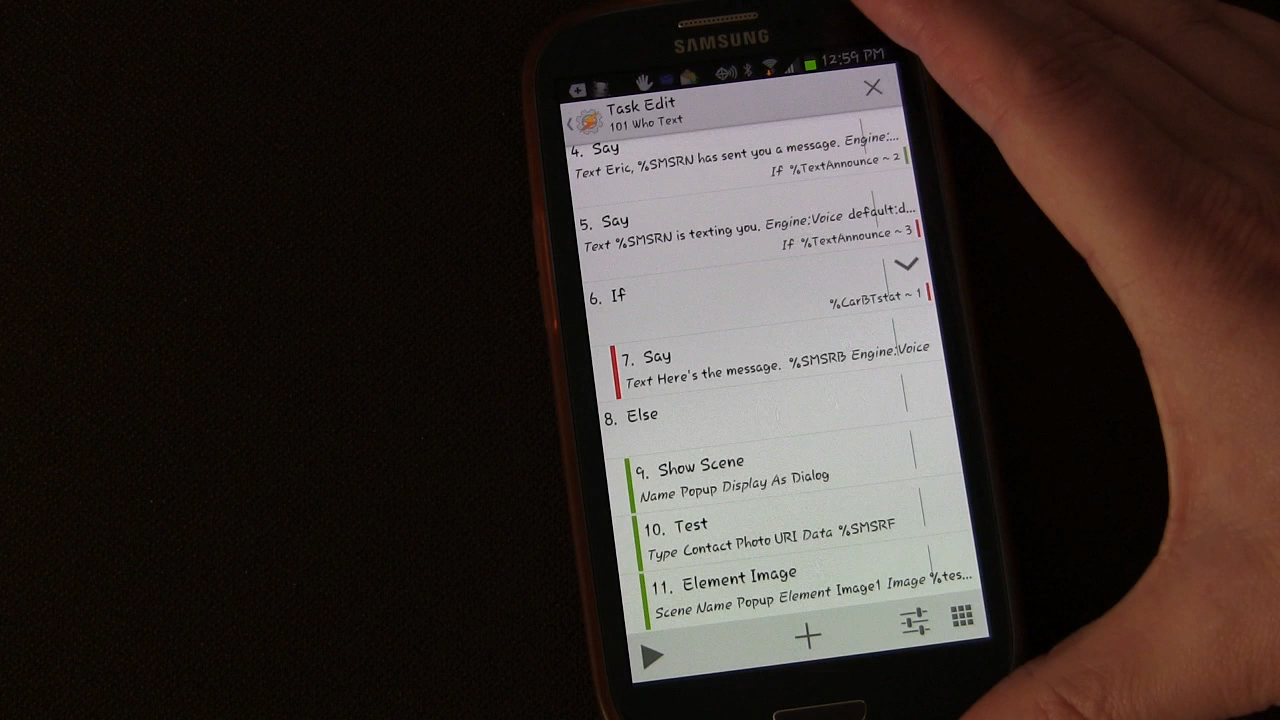 SAMSUNG
12:59 PM
Task Edit
101 Who Text
4. Say
Text Eric, %SMSRN has sent you a message. Engine:...
If %TextAnnounce ~ 2
5. Say
Text %SMSRN is texting you. Engine:Voice default:d...
If %TextAnnounce ~ 3
6. If
%CarBTstat ~ 1
7. Say
Text Here's the message. %SMSRB Engine:Voice
8. Else
9. Show Scene
Name Popup Display As Dialog
10. Test
Type Contact Photo URI Data %SMSRF
11. Element Image
Scene Name Popup Element Image1 Image %tes...